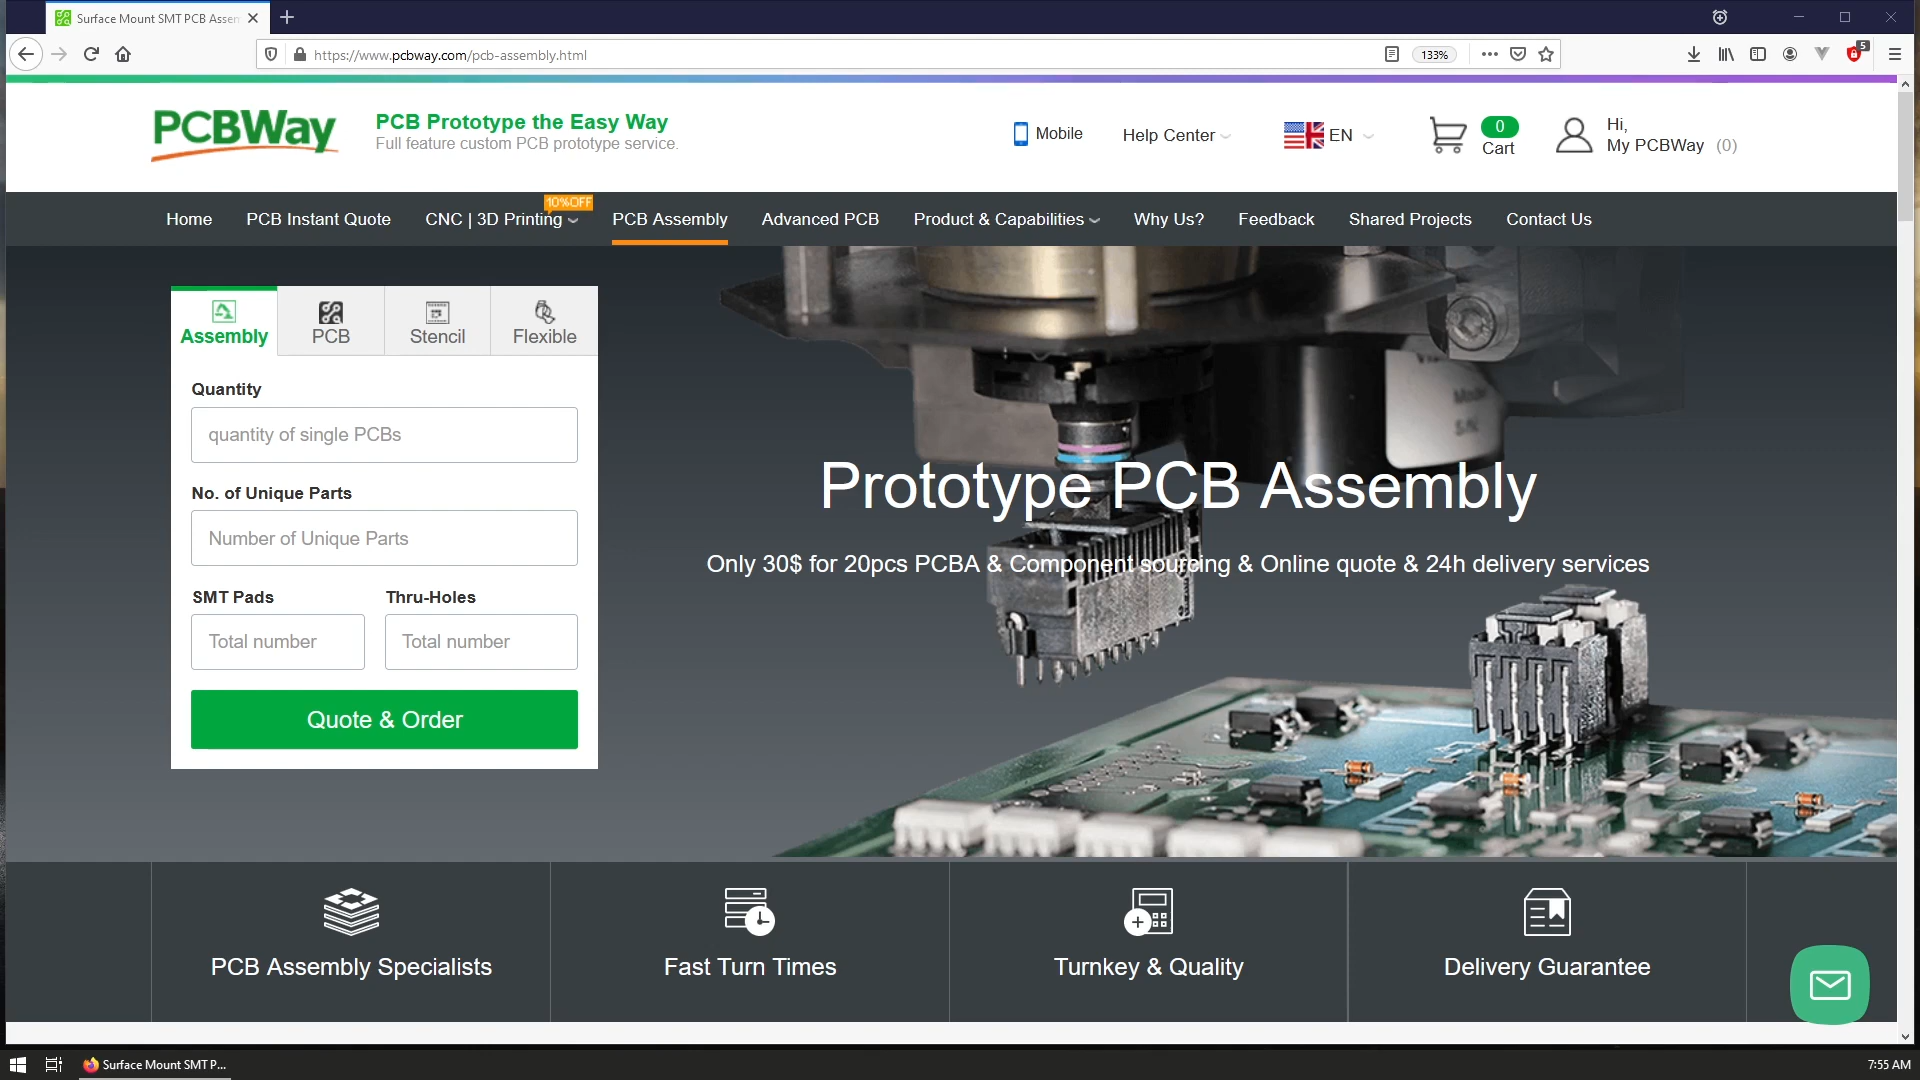 Surface Mount SMT PCB Assem
https://www.pcbway.com/pcb-assembly.html
133%
5
PCBWay
PCB Prototype the Easy Way
Full feature custom PCB prototype service.
Mobile
Help Center
EN
0
Cart
Hi,
My PCBWay (0)
10%OFF
Home
PCB Instant Quote
CNC | 3D Printing
PCB Assembly
Advanced PCB
Product & Capabilities
Why Us?
Feedback
Shared Projects
Contact Us
Assembly
PCB
Stencil
Flexible
Quantity
quantity of single PCBs
No. of Unique Parts
Number of Unique Parts
SMT Pads
Thru-Holes
Total number
Total number
Quote & Order
Prototype PCB Assembly
Only 30$ for 20pcs PCBA & Component sourcing & Online quote & 24h delivery services
PCB Assembly Specialists
Fast Turn Times
Turnkey & Quality
Delivery Guarantee
Surface Mount SMT P...
7:55 AM